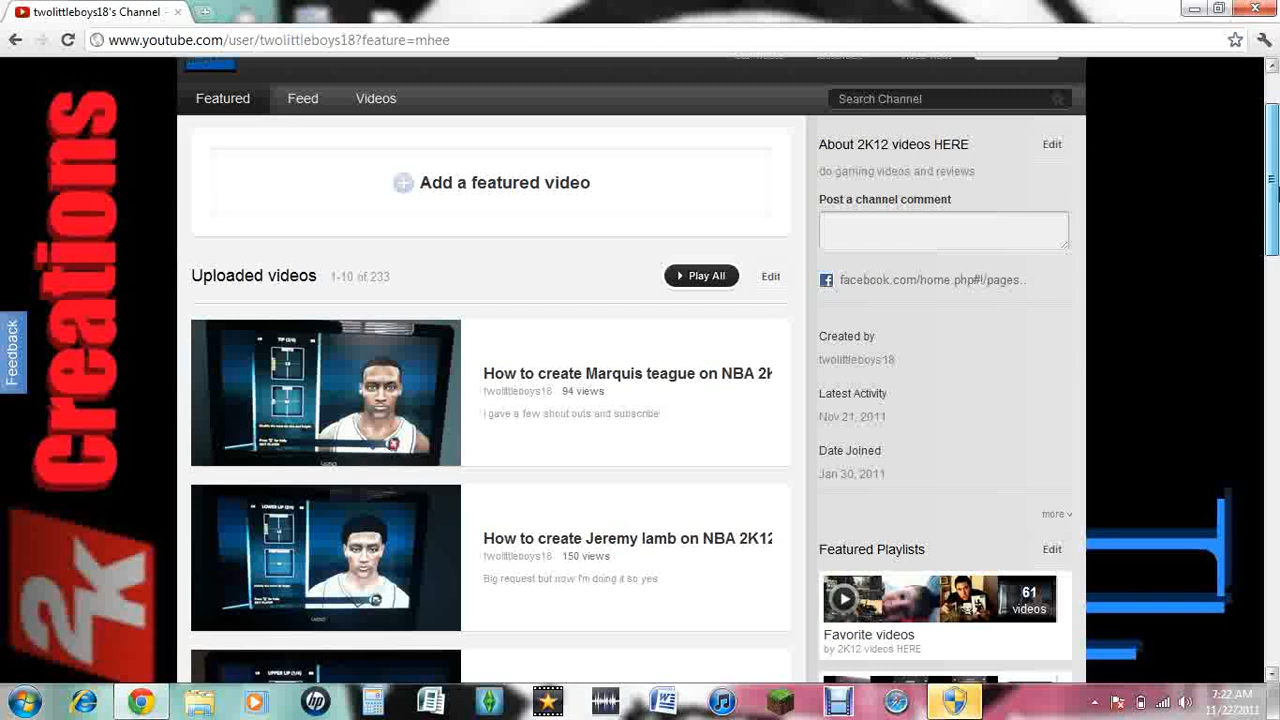 twolittleboys18's Channel -
www.youtube.com/user/twolittleboys18?feature=mhee
Featured
Feed
Videos
Search Channel
Add a featured video
Uploaded videos
1-10 of 233
Play All
Edit
How to create Marquis teague on NBA 2K
twolittleboys18
94 views
I gave a few shout outs and subscribe!
How to create Jeremy lamb on NBA 2K12
twolittleboys18
150 views
Big request but now I'm doing it so yes
About 2K12 videos HERE
Edit
do gaming videos and reviews
Post a channel comment
facebook.com/home.php#!/pages..
Created by
twolittleboys18
Latest Activity
Nov 21, 2011
Date Joined
Jan 30, 2011
more
Featured Playlists
Edit
61
videos
Favorite videos
by 2K12 videos HERE
Feedback
2K Creations
7:22 AM
11/22/2011